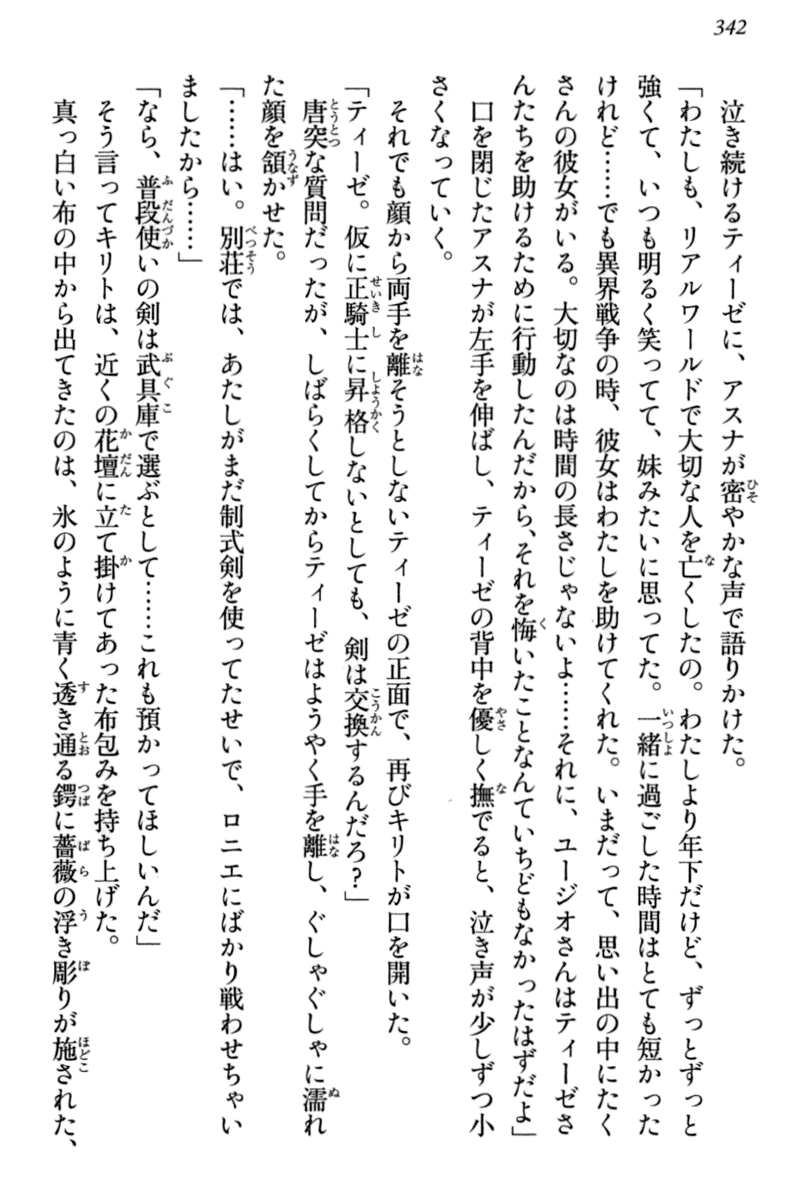 342
泣き続けるティーゼに、アスナが密やかな声で語りかけた。
「わたしも、リアルワールドで大切な人を亡くしたの。わたしより年下だけど、ずっとずっと
強くて、いつも明るく笑ってて、妹みたいに思ってた。一緒に過ごした時間はとても短かった
けれど……でも異界戦争の時、彼女はわたしを助けてくれた。いまだって、思い出の中にたく
さんの彼女がいる。大切なのは時間の長さじゃないよ……それに、ユージオさんはティーゼさ
んたちを助けるために行動したんだから、それを悔いたことなんていちどもなかったはずだよ」
口を閉じたアスナが左手を伸ばし、ティーゼの背中を優しく撫でると、泣き声が少しずつ小
さくなっていく。
それでも顔から両手を離そうとしないティーゼの正面で、再びキリトが口を開いた。
「ティーゼ。仮に正騎士に昇格しないとしても、剣は交換するんだろ?」
唐突な質問だったが、しばらくしてからティーゼはようやく手を離し、ぐしゃぐしゃに濡れ
た顔を頷かせた。
「……はい。別荘では、あたしがまだ制式剣を使ってたせいで、ロニエにばかり戦わせちゃい
ましたから……」
「なら、普段使いの剣は武具庫で選ぶとして……これも預かってほしいんだ」
そう言ってキリトは、近くの花壇に立て掛けてあった布包みを持ち上げた。
真っ白い布の中から出てきたのは、氷のように青く透き通る鍔に薔薇の浮き彫りが施された、